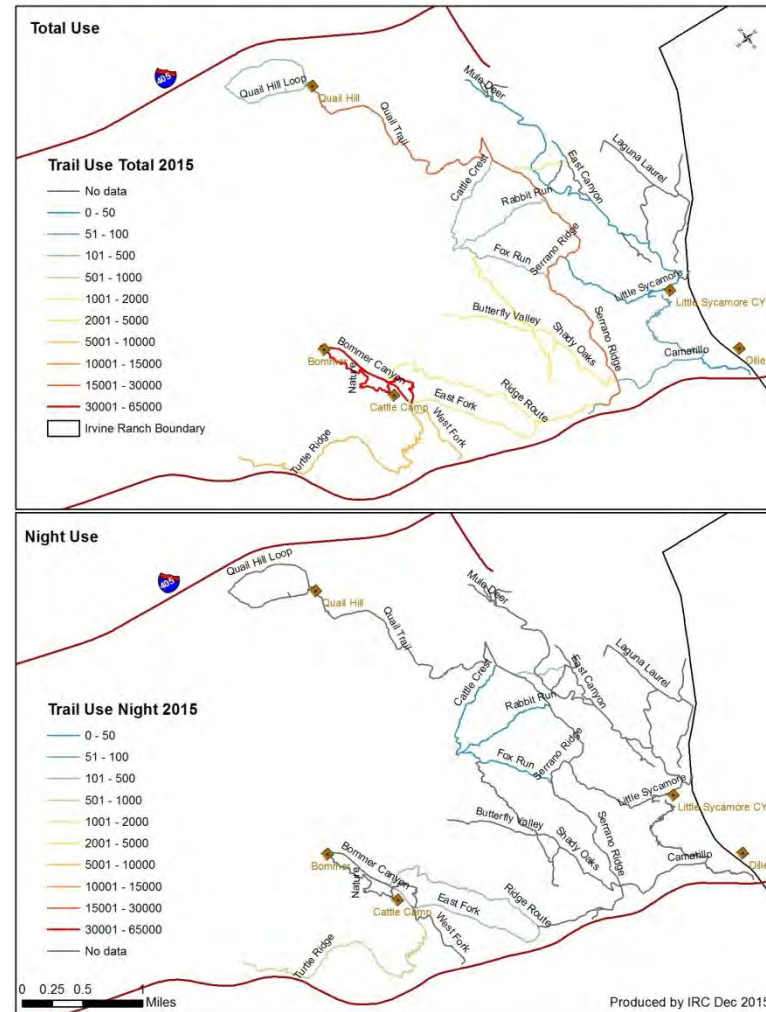 Total Use
405
Quail Hill Loop
Quail Hill
Mule Deer
Quail Trail
Laguna Laurel
East Canyon
Cattle Crest
Rabbit Run
Fox Run
Serrano Ridge
Little Sycamore
Little Sycamore CY
Butterfly Valley
Shady Oaks
Serrano Ridge
Camarillo
Dille
Bommer
Bommer Canyon
Nature
Cattle Camp
East Fork
West Fork
Ridge Route
Turtle Ridge
Trail Use Total 2015
No data
0 - 50
51 - 100
101 - 500
501 - 1000
1001 - 2000
2001 - 5000
5001 - 10000
10001 - 15000
15001 - 30000
30001 - 65000
Irvine Ranch Boundary
Night Use
405
Quail Hill Loop
Quail Hill
Mule Deer
Quail Trail
Laguna Laurel
East Canyon
Cattle Crest
Rabbit Run
Fox Run
Serrano Ridge
Little Sycamore
Little Sycamore CY
Butterfly Valley
Shady Oaks
Serrano Ridge
Camarillo
Dille
Bommer
Bommer Canyon
Nature
Cattle Camp
East Fork
West Fork
Ridge Route
Turtle Ridge
Trail Use Night 2015
0 - 50
51 - 100
101 - 500
501 - 1000
1001 - 2000
2001 - 5000
5001 - 10000
10001 - 15000
15001 - 30000
30001 - 65000
No data
0 0.25 0.5 1
Miles
Produced by IRC Dec 2015